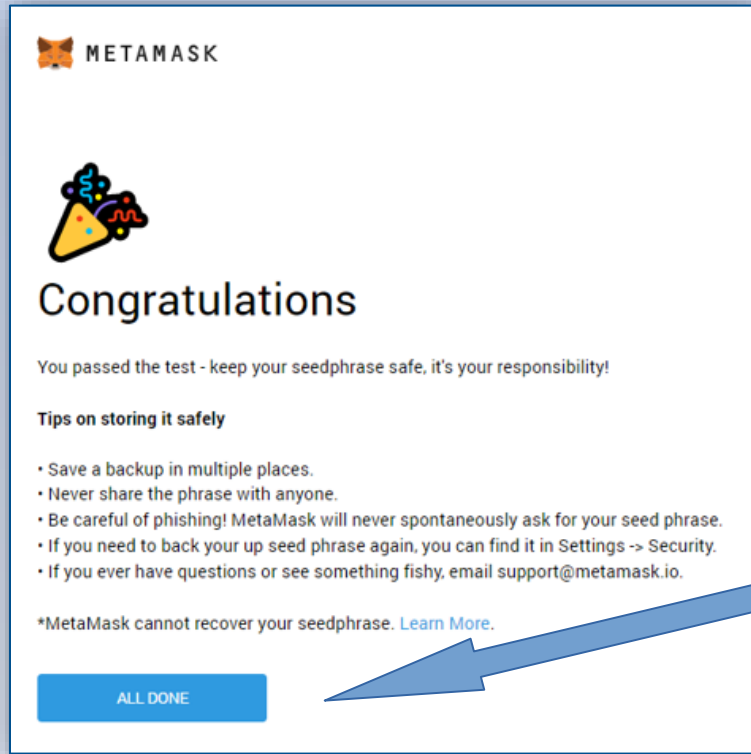 METAMASK
Congratulations
You passed the test - keep your seedphrase safe, it's your responsibility!
Tips on storing it safely
• Save a backup in multiple places.
• Never share the phrase with anyone.
• Be careful of phishing! MetaMask will never spontaneously ask for your seed phrase.
• If you need to back your up seed phrase again, you can find it in Settings -> Security.
• If you ever have questions or see something fishy, email support@metamask.io.
*MetaMask cannot recover your seedphrase. Learn More.
ALL DONE